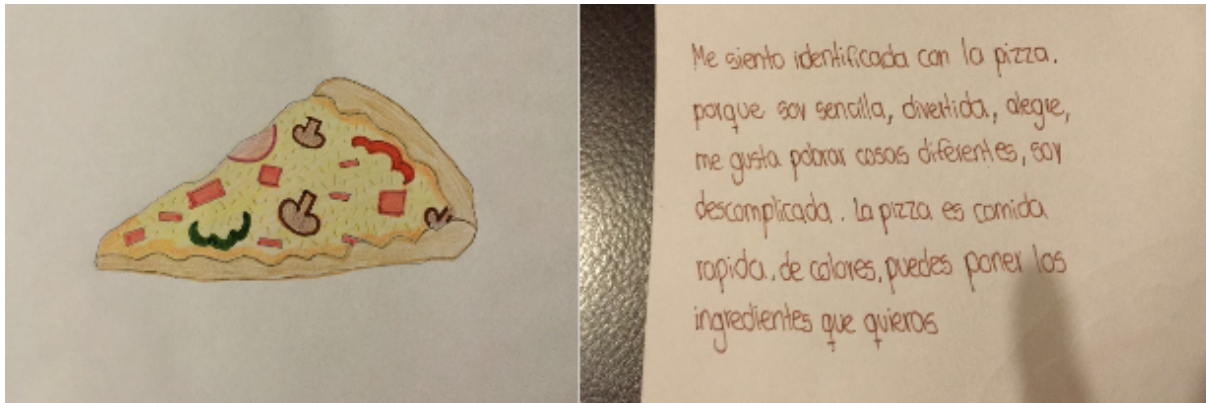 Me siento identificada con la pizza.
porque soy sencilla, divertida, alegre,
me gusta pobrar cosas diferentes, soy
descomplicada. La pizza es comida
rapida. de colores, puedes poner los
ingredientes que quieras